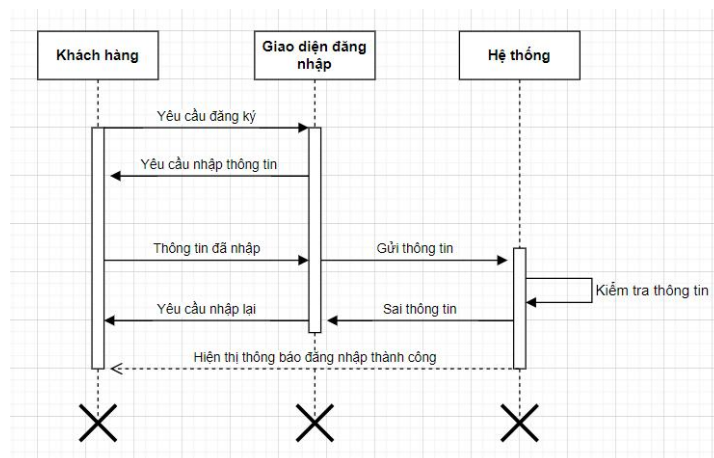 Khách hàng
Giao diện đăng
nhập
Hệ thống
Yêu cầu đăng ký
Yêu cầu nhập thông tin
Thông tin đã nhập
Gửi thông tin
Kiểm tra thông tin
Yêu cầu nhập lại
Sai thông tin
Hiện thị thông báo đăng nhập thành công